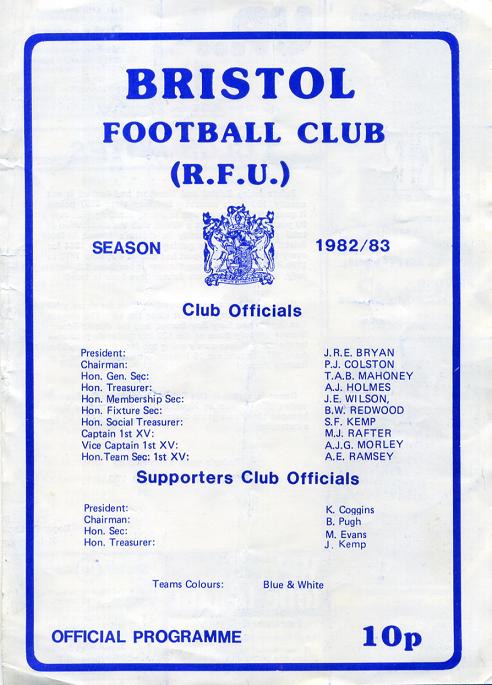 BRISTOL
FOOTBALL CLUB
(R.F.U.)
SEASON 1982/83
Club Officials
President: J.R.E. BRYAN
Chairman: P.J. COLSTON
Hon. Gen. Sec: T.A.B. MAHONEY
Hon. Treasurer: A.J. HOLMES
Hon. Membership Sec: J.E. WILSON,
Hon. Fixture Sec: B.W. REDWOOD
Hon. Social Treasurer: S.F. KEMP
Captain 1st XV: M.J. RAFTER
Vice Captain 1st XV: A.J.G. MORLEY
Hon.Team Sec: 1st XV: A.E. RAMSEY
Supporters Club Officials
President: K. Coggins
Chairman: B. Pugh
Hon. Sec: M. Evans
Hon. Treasurer: J. Kemp
Teams Colours: Blue & White
OFFICIAL PROGRAMME 10p